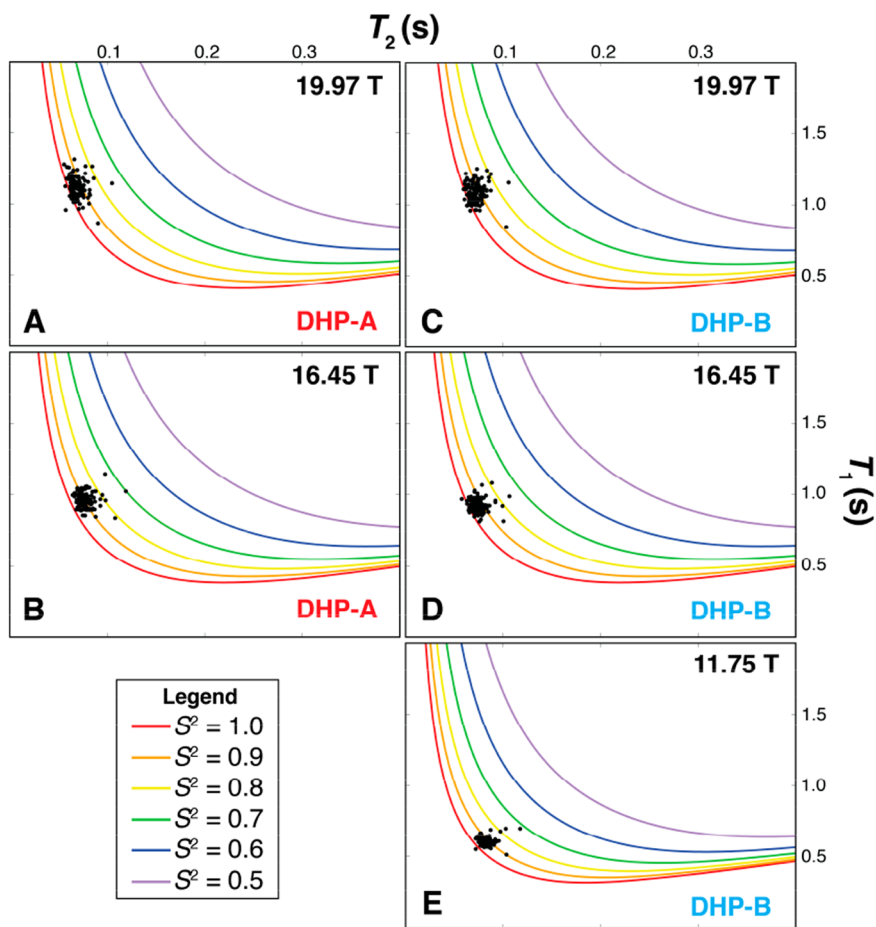 T2 (s)
0.1 0.2 0.3 0.1 0.2 0.3
19.97 T
A
DHP-A
19.97 T
C
DHP-B
1.5
1.0
0.5
16.45 T
B
DHP-A
16.45 T
D
DHP-B
1.5
1.0
0.5
T1 (s)
11.75 T
E
DHP-B
1.5
1.0
0.5
Legend
S² = 1.0
S² = 0.9
S² = 0.8
S² = 0.7
S² = 0.6
S² = 0.5